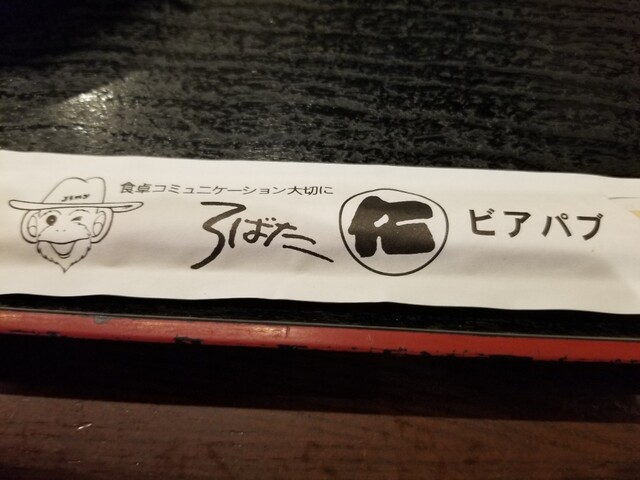 食卓コミュニケーション大切に
ろばた 仁 ビアパブ